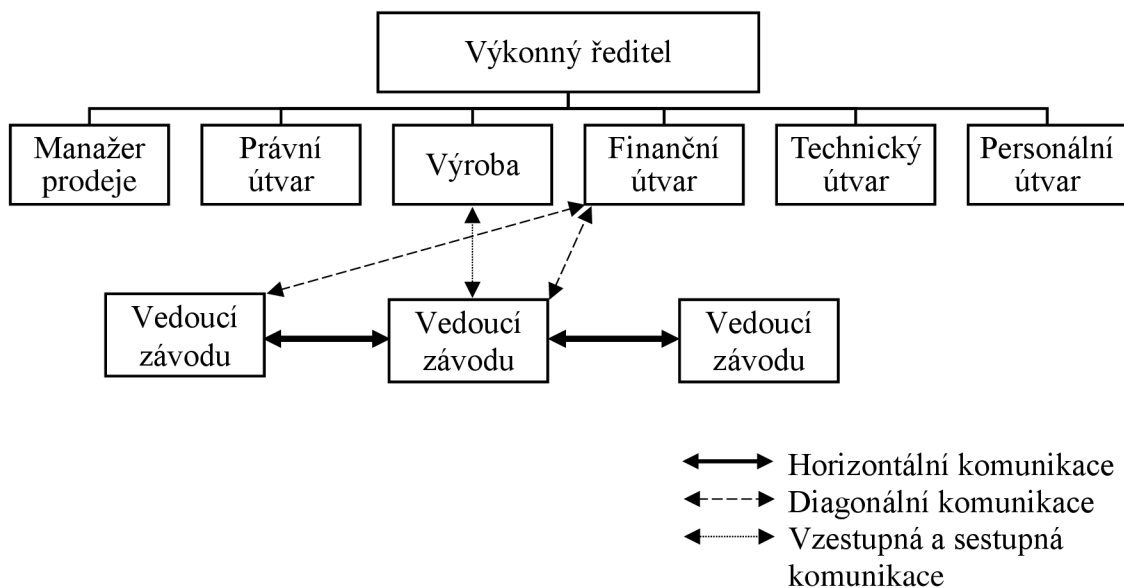 Výkonný ředitel
Manažer
prodeje
Právní
útvar
Výroba
Finanční
útvar
Technický
útvar
Personální
útvar
Vedoucí
závodu
Vedoucí
závodu
Vedoucí
závodu
Horizontální komunikace
Diagonální komunikace
Vzestupná a sestupná
komunikace